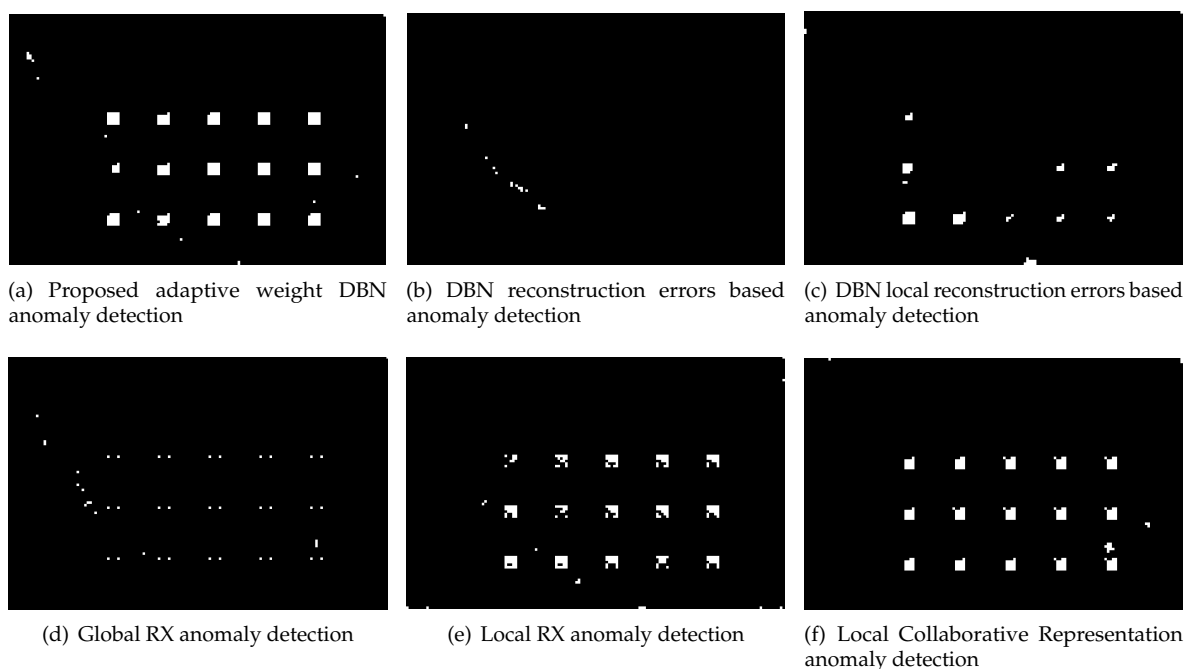 (a) Proposed adaptive weight DBN
anomaly detection
(b) DBN reconstruction errors based
anomaly detection
(c) DBN local reconstruction errors based
anomaly detection
(d) Global RX anomaly detection
(e) Local RX anomaly detection
(f) Local Collaborative Representation
anomaly detection